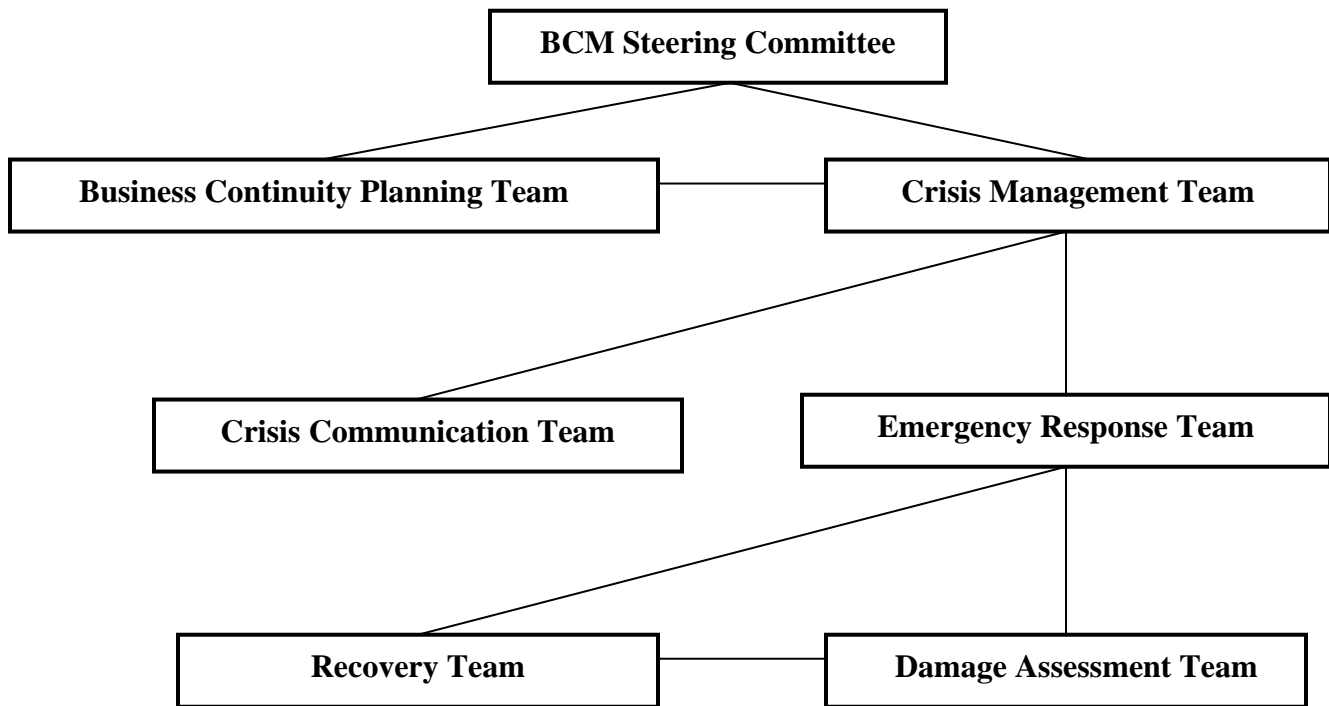 BCM Steering Committee
Business Continuity Planning Team
Crisis Management Team
Crisis Communication Team
Emergency Response Team
Recovery Team
Damage Assessment Team